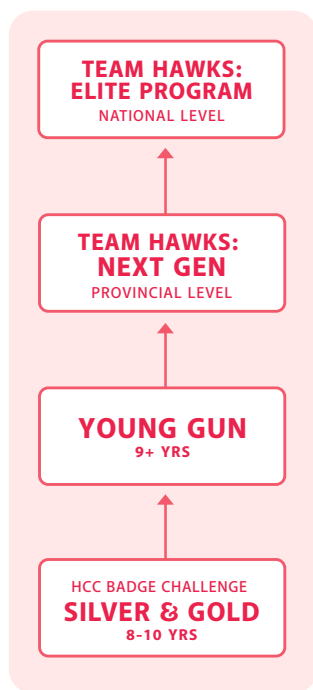 TEAM HAWKS:
ELITE PROGRAM
NATIONAL LEVEL
TEAM HAWKS:
NEXT GEN
PROVINCIAL LEVEL
YOUNG GUN
9+ YRS
HCC BADGE CHALLENGE
SILVER & GOLD
8-10 YRS